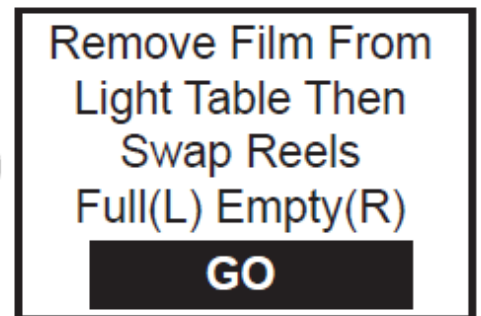 Remove Film From
Light Table Then
Swap Reels
Full(L) Empty(R)
GO